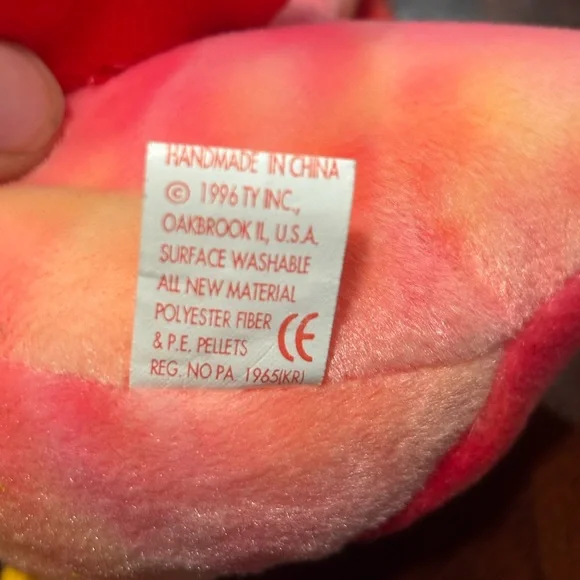 HANDMADE IN CHINA
© 1996 TY INC.,
OAKBROOK IL, U.S.A.
SURFACE WASHABLE
ALL NEW MATERIAL
POLYESTER FIBER
& P.E. PELLETS CE
REG. NO PA. 1965(KR)